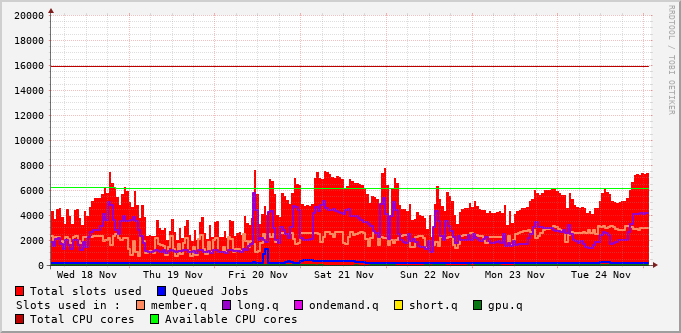 20000
18000
16000
14000
12000
10000
8000
6000
4000
2000
0
Wed 18 Nov Thu 19 Nov Fri 20 Nov Sat 21 Nov Sun 22 Nov Mon 23 Nov Tue 24 Nov
RRDTOOL / TOBI OETIKER
Total slots used Queued Jobs
Slots used in : member.q long.q ondemand.q short.q gpu.q
Total CPU cores Available CPU cores